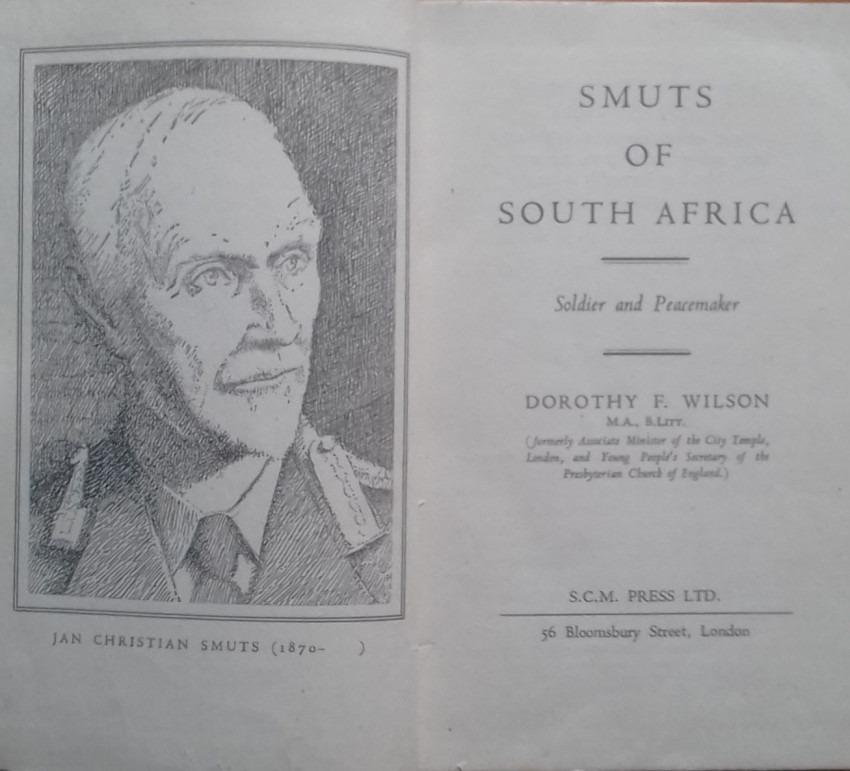 JAN CHRISTIAN SMUTS (1870-    )
SMUTS
OF
SOUTH AFRICA
Soldier and Peacemaker
DOROTHY F. WILSON
M.A., B.LITT.
(formerly Associate Minister of the City Temple,
London, and Young People's Secretary of the
Presbyterian Church of England.)
S.C.M. PRESS LTD.
56 Bloomsbury Street, London